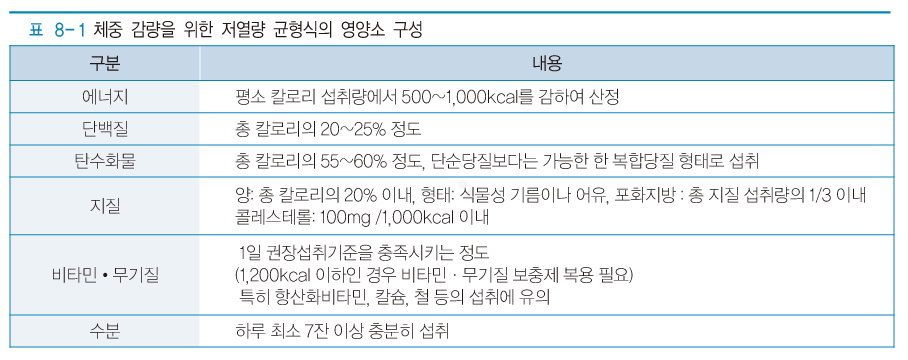 표 8-1 체중 감량을 위한 저열량 균형식의 영양소 구성
구분 내용
에너지 평소 칼로리 섭취량에서 500~1,000kcal를 감하여 산정
단백질 총 칼로리의 20~25% 정도
탄수화물 총 칼로리의 55~60% 정도, 단순당질보다는 가능한 한 복합당질 형태로 섭취
지질 양: 총 칼로리의 20% 이내, 형태: 식물성 기름이나 어유, 포화지방 : 총 지질 섭취량의 1/3 이내
콜레스테롤: 100mg /1,000kcal 이내
비타민•무기질 1일 권장섭취기준을 충족시키는 정도
(1,200kcal 이하인 경우 비타민 · 무기질 보충제 복용 필요)
특히 항산화비타민, 칼슘, 철 등의 섭취에 유의
수분 하루 최소 7잔 이상 충분히 섭취